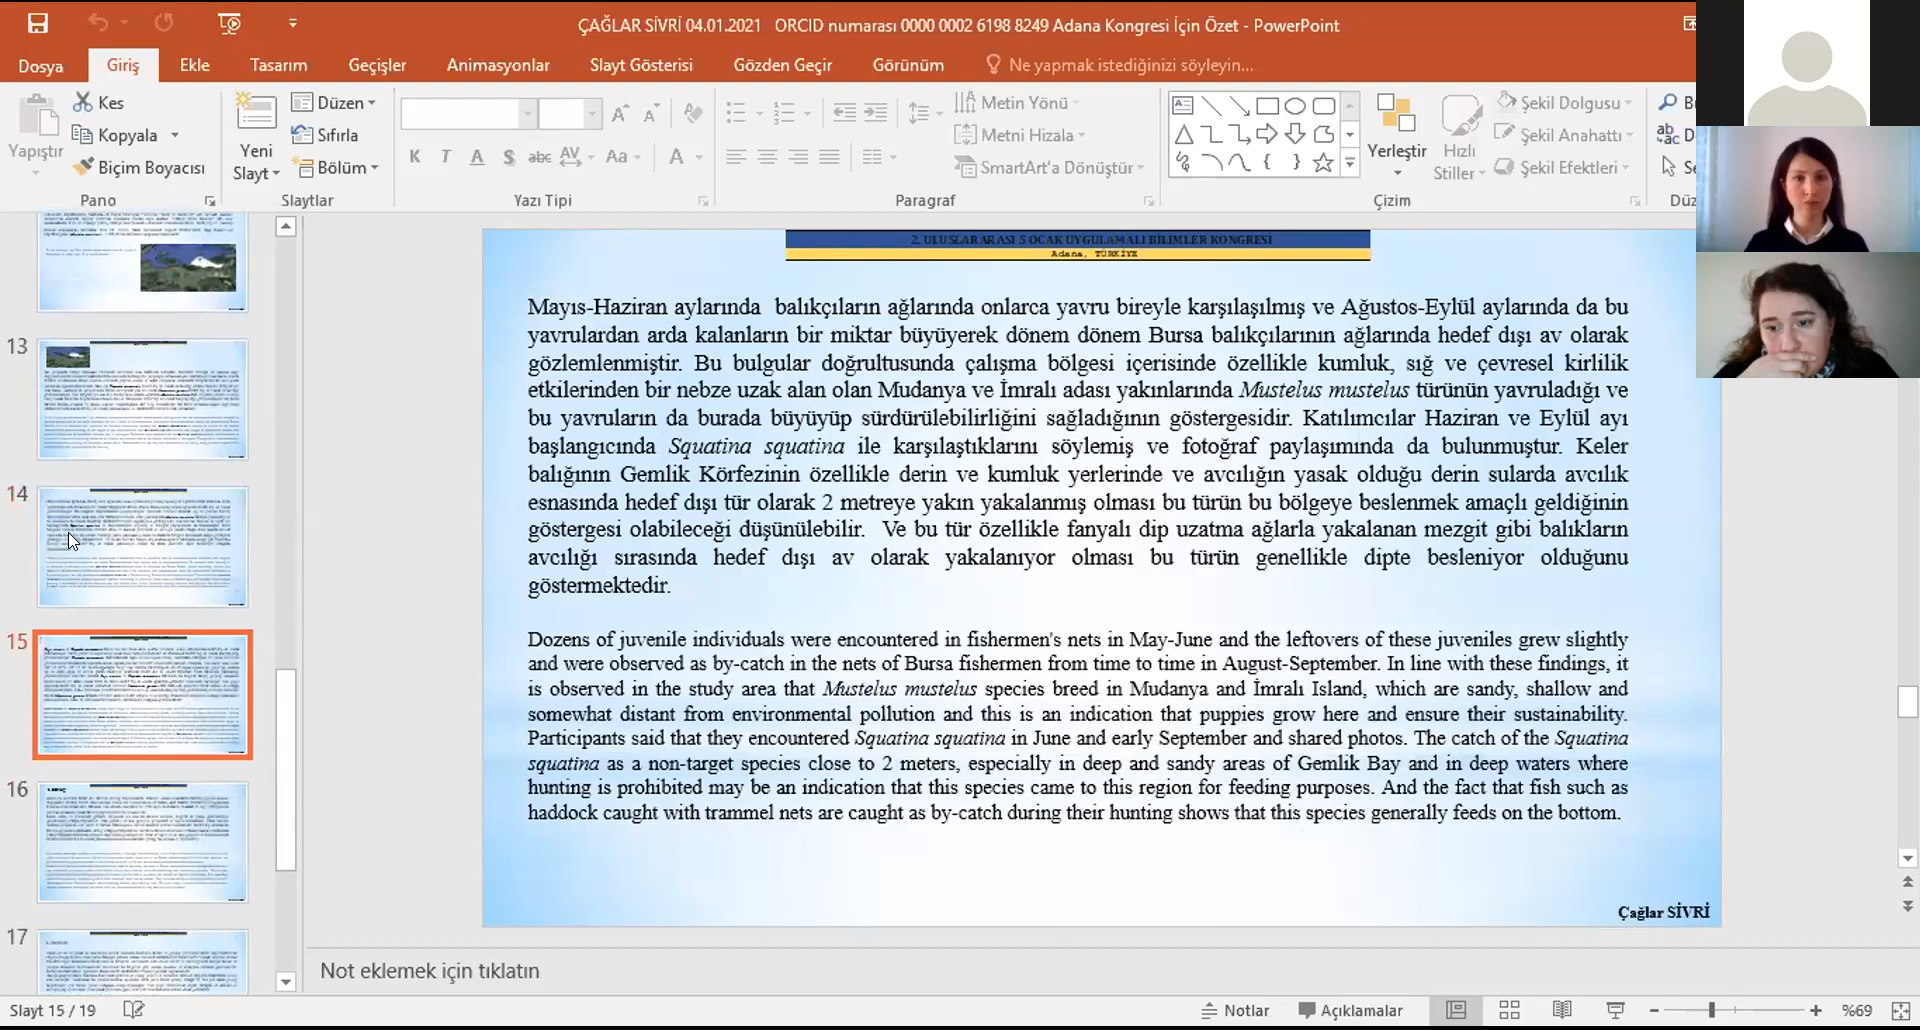 ÇAĞLAR SİVRİ 04.01.2021 ORCID numarası 0000 0002 6198 8249 Adana Kongresi İçin Özet - PowerPoint
Dosya Giriş Ekle Tasarım Geçişler Animasyonlar Slayt Gösterisi Gözden Geçir Görünüm Ne yapmak istediğinizi söyleyin...
Yapıştır
Kes
Kopyala
Biçim Boyacısı
Pano
Yeni
Slayt
Düzen
Sıfırla
Bölüm
Slaytlar
K T A S abc AV Aa A
Yazı Tipi
Metin Yönü
Metni Hizala
SmartArt'a Dönüştür
Paragraf
Yerleştir
Hızlı
Stiller
Şekil Dolgusu
Şekil Anahattı
Şekil Efektleri
Çizim
13
14
15
16
17
2. ULUSLARARASI 5 OCAK UYGULAMALI BİLİMLER KONGRESİ
Adana, TÜRKİYE
Mayıs-Haziran aylarında balıkçıların ağlarında onlarca yavru bireyle karşılaşılmış ve Ağustos-Eylül aylarında da bu
yavrulardan arda kalanların bir miktar büyüyerek dönem dönem Bursa balıkçılarının ağlarında hedef dışı av olarak
gözlemlenmiştir. Bu bulgular doğrultusunda çalışma bölgesi içerisinde özellikle kumluk, sığ ve çevresel kirlilik
etkilerinden bir nebze uzak alan olan Mudanya ve İmralı adası yakınlarında Mustelus mustelus türünün yavruladığı ve
bu yavruların da burada büyüyüp sürdürülebilirliğini sağladığının göstergesidir. Katılımcılar Haziran ve Eylül ayı
başlangıcında Squatina squatina ile karşılaştıklarını söylemiş ve fotoğraf paylaşımında da bulunmuştur. Keler
balığının Gemlik Körfezinin özellikle derin ve kumluk yerlerinde ve avcılığın yasak olduğu derin sularda avcılık
esnasında hedef dışı tür olarak 2 metreye yakın yakalanmış olması bu türün bu bölgeye beslenmek amaçlı geldiğinin
göstergesi olabileceği düşünülebilir. Ve bu tür özellikle fanyalı dip uzatma ağlarla yakalanan mezgit gibi balıkların
avcılığı sırasında hedef dışı av olarak yakalanıyor olması bu türün genellikle dipte besleniyor olduğunu
göstermektedir.
Dozens of juvenile individuals were encountered in fishermen's nets in May-June and the leftovers of these juveniles grew slightly
and were observed as by-catch in the nets of Bursa fishermen from time to time in August-September. In line with these findings, it
is observed in the study area that Mustelus mustelus species breed in Mudanya and İmralı Island, which are sandy, shallow and
somewhat distant from environmental pollution and this is an indication that puppies grow here and ensure their sustainability.
Participants said that they encountered Squatina squatina in June and early September and shared photos. The catch of the Squatina
squatina as a non-target species close to 2 meters, especially in deep and sandy areas of Gemlik Bay and in deep waters where
hunting is prohibited may be an indication that this species came to this region for feeding purposes. And the fact that fish such as
haddock caught with trammel nets are caught as by-catch during their hunting shows that this species generally feeds on the bottom.
Çağlar SİVRİ
Not eklemek için tıklatın
Slayt 15 / 19
Notlar Açıklamalar %69